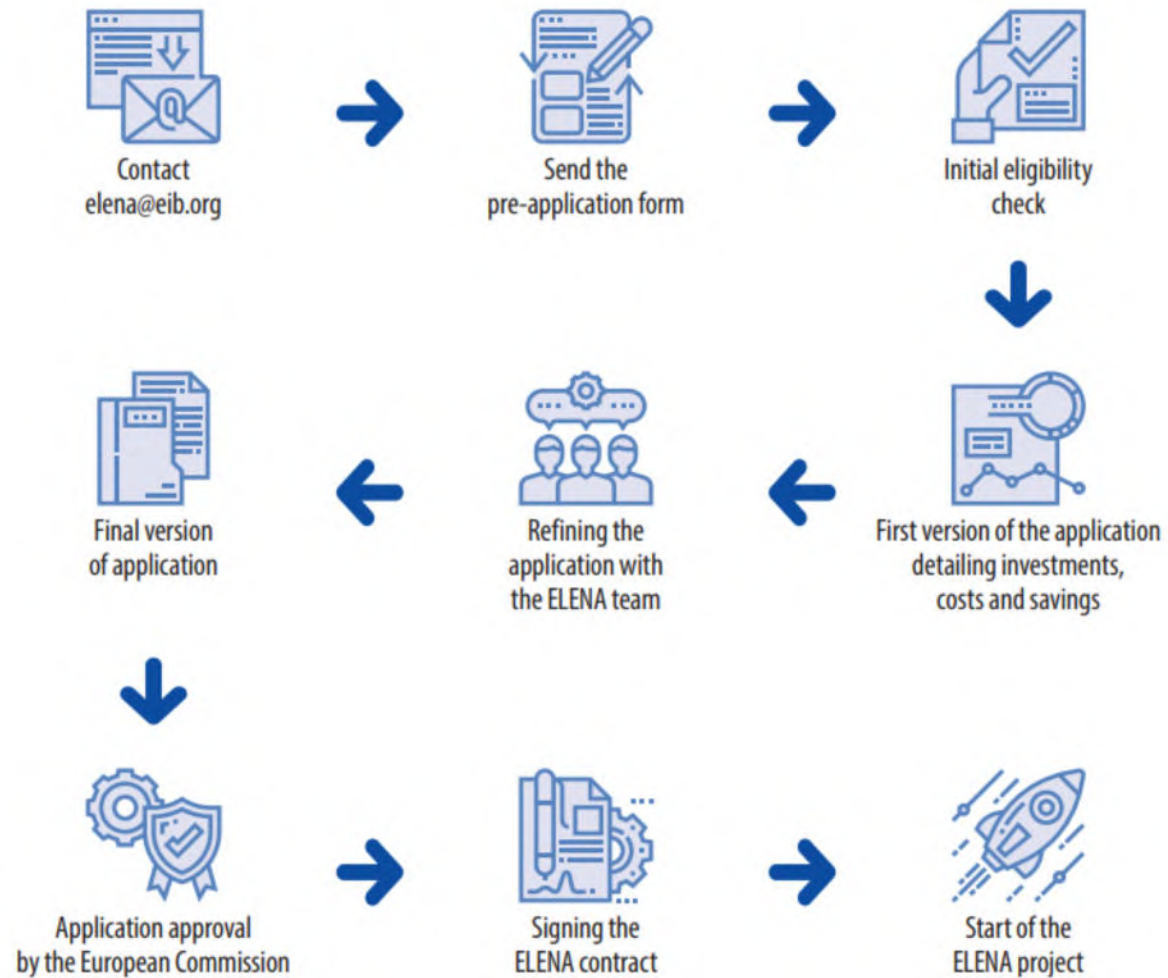 Contact
elena@eib.org
Send the
pre-application form
Initial eligibility
check
First version of the application
detailing investments,
costs and savings
Refining the
application with
the ELENA team
Final version
of application
Application approval
by the European Commission
Signing the
ELENA contract
Start of the
ELENA project